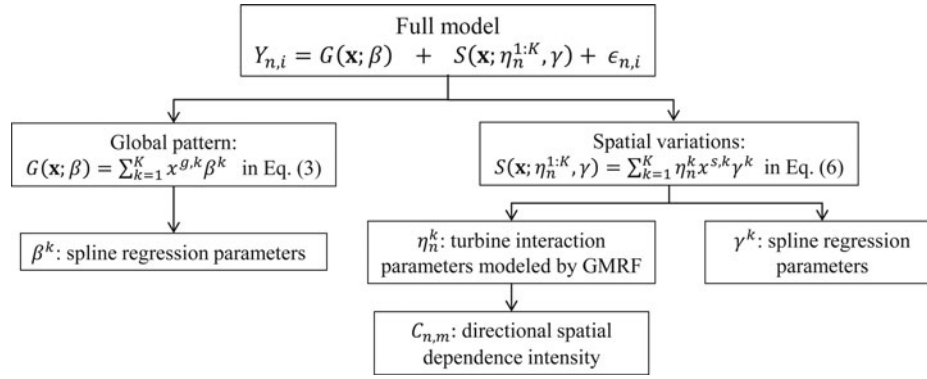 Full model
Y_{n,i} = G(𝐱; β) + S(𝐱; η_n^{1:K}, γ) + ϵ_{n,i}
Global pattern:
G(𝐱; β) = ∑_{k=1}^{K} x^{g,k} β^k in Eq. (3)
Spatial variations:
S(𝐱; η_n^{1:K}, γ) = ∑_{k=1}^{K} η_n^k x^{s,k} γ^k in Eq. (6)
β^k: spline regression parameters
η_n^k: turbine interaction
parameters modeled by GMRF
γ^k: spline regression
parameters
C_{n,m}: directional spatial
dependence intensity